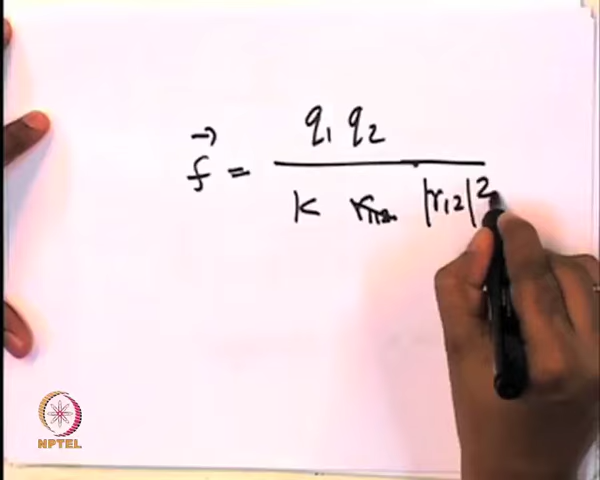 f⃗ = q₁ q₂ / K |r₁₂|²
NPTEL